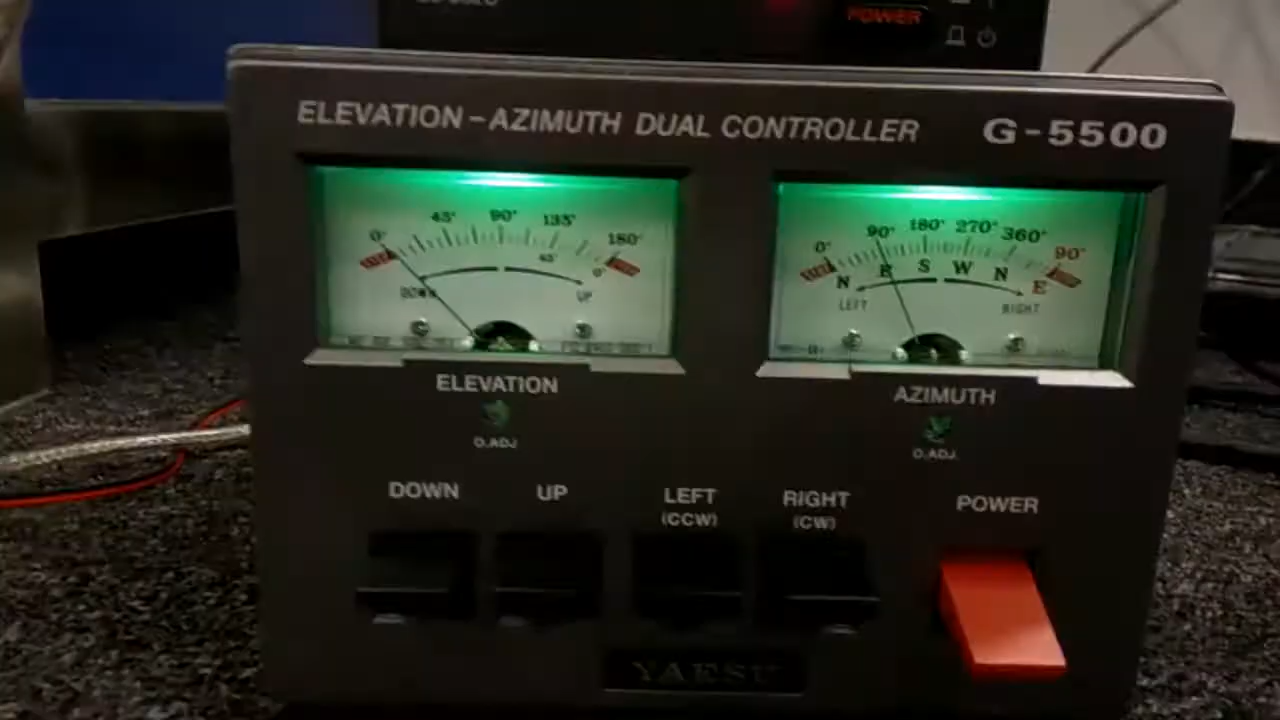 POWER
ELEVATION-AZIMUTH DUAL CONTROLLER G-5500
0° 45° 90° 135° 180°
45° 0°
DOWN UP
0° 90° 180° 270° 360° 90°
N E S W N E
LEFT RIGHT
ELEVATION
O.ADJ.
AZIMUTH
O.ADJ.
DOWN UP LEFT RIGHT POWER
(CCW) (CW)
YAESU